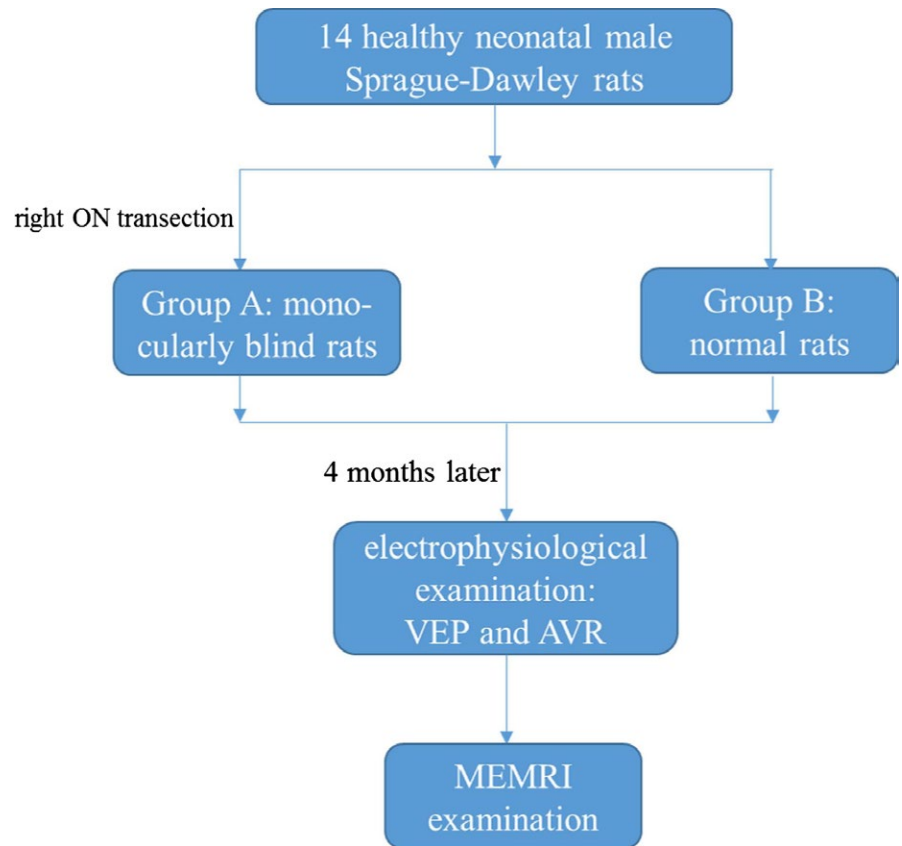 14 healthy neonatal male
Sprague-Dawley rats
right ON transection
Group A: mono-
cularly blind rats
Group B:
normal rats
4 months later
electrophysiological
examination:
VEP and AVR
MEMRI
examination